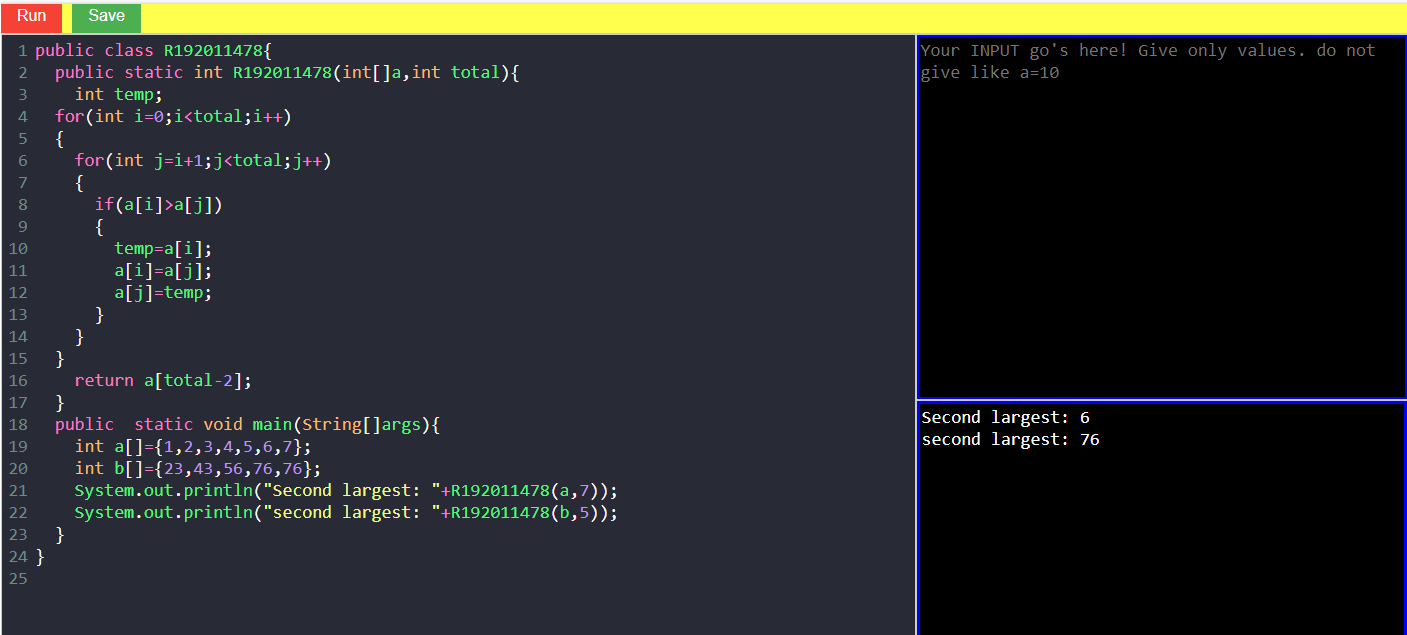 Run Save
1 public class R192011478{
2   public static int R192011478(int[]a,int total){
3     int temp;
4   for(int i=0;i<total;i++)
5   {
6     for(int j=i+1;j<total;j++)
7     {
8       if(a[i]>a[j])
9       {
10         temp=a[i];
11         a[i]=a[j];
12         a[j]=temp;
13       }
14     }
15   }
16     return a[total-2];
17   }
18   public  static void main(String[]args){
19     int a[]={1,2,3,4,5,6,7};
20     int b[]={23,43,56,76,76};
21     System.out.println("Second largest: "+R192011478(a,7));
22     System.out.println("second largest: "+R192011478(b,5));
23   }
24 }
25
Your INPUT go's here! Give only values. do not
give like a=10
Second largest: 6
second largest: 76